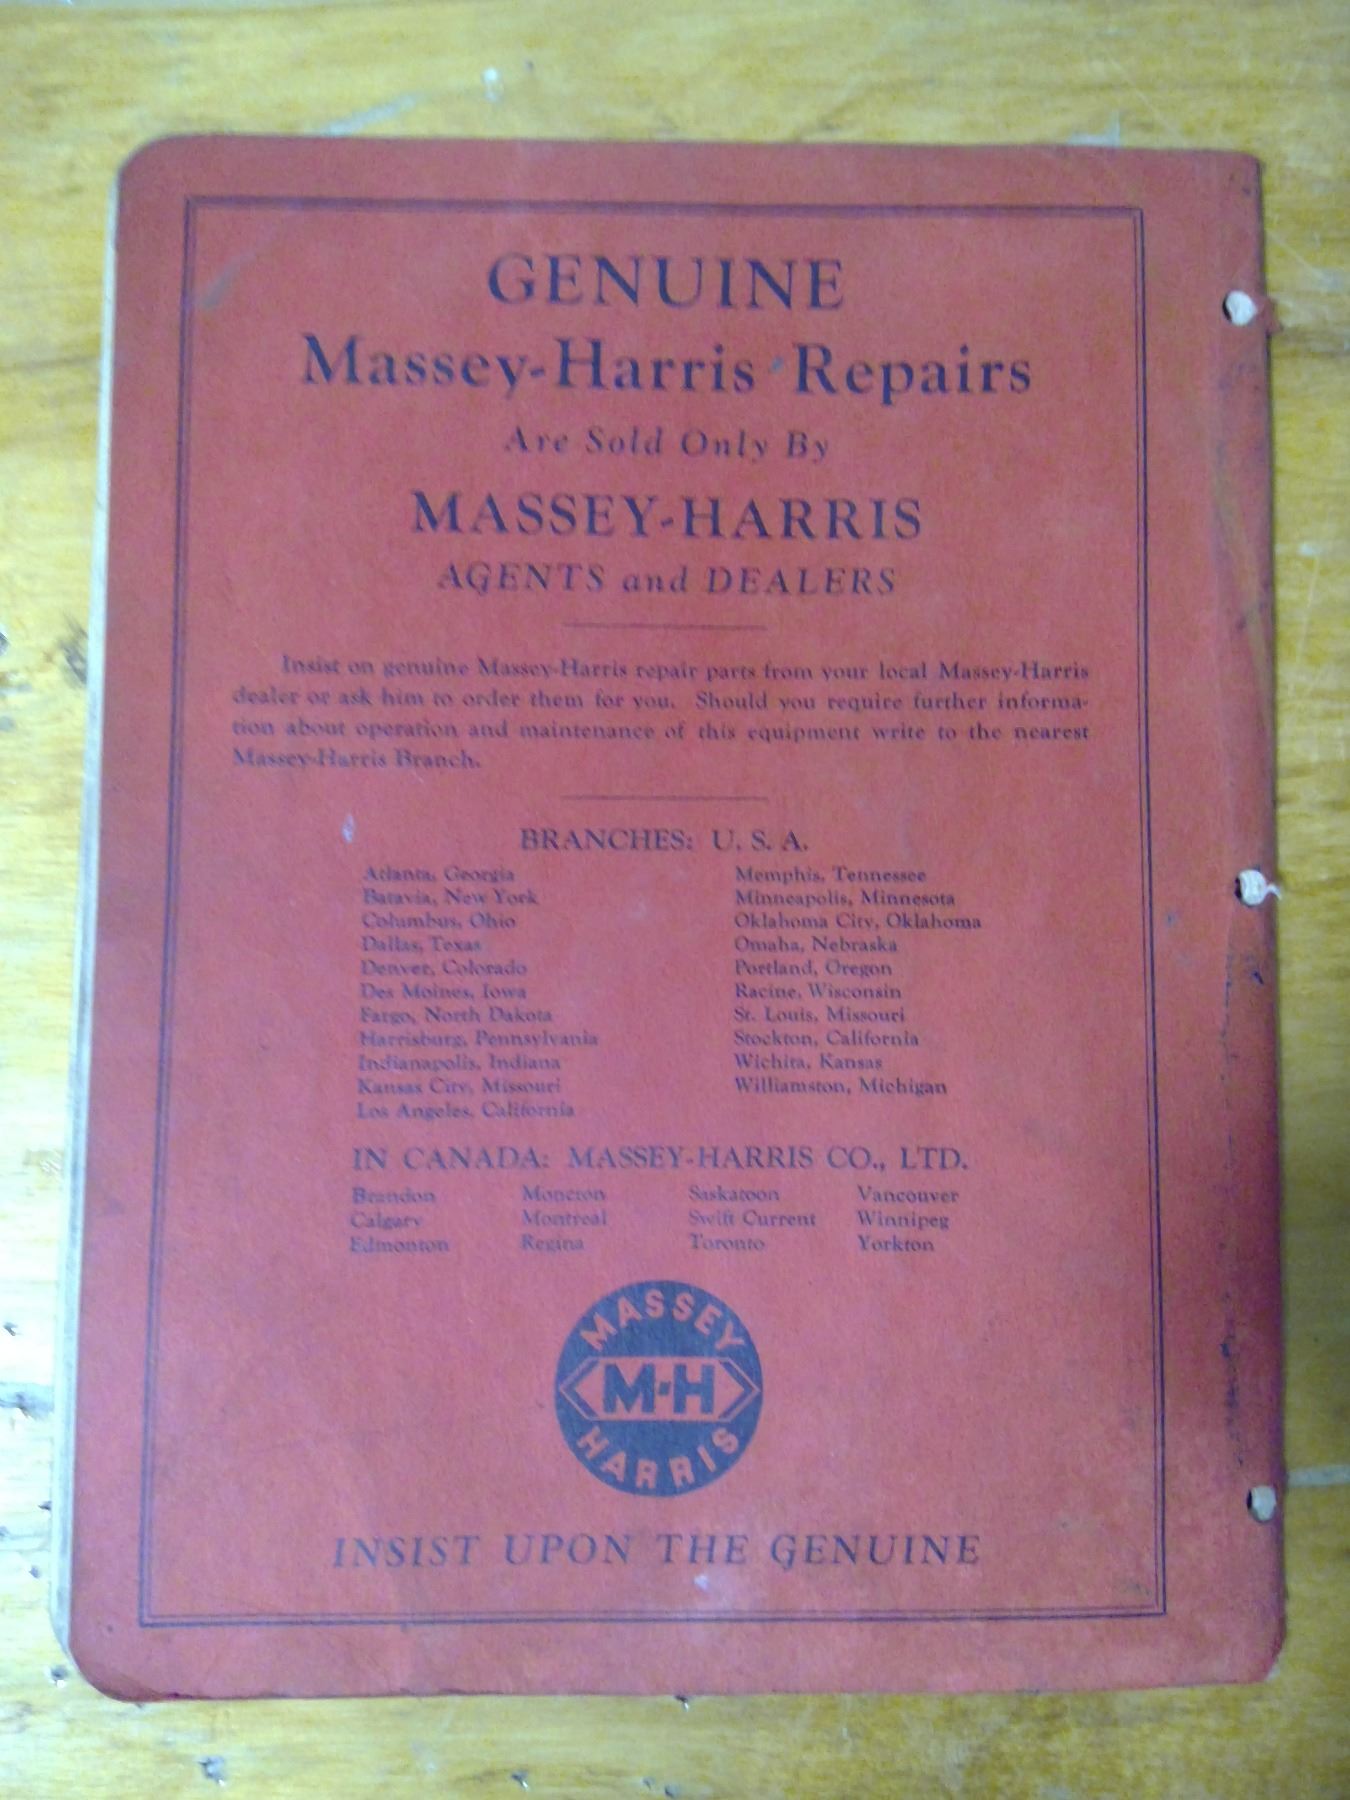 GENUINE
Massey-Harris Repairs
Are Sold Only By
MASSEY-HARRIS
AGENTS and DEALERS
Insist on genuine Massey-Harris repair parts from your local Massey-Harris
dealer or ask him to order them for you. Should you require further informa-
tion about operation and maintenance of this equipment write to the nearest
Massey-Harris Branch.
BRANCHES: U. S. A.
Atlanta, Georgia
Batavia, New York
Columbus, Ohio
Dallas, Texas
Denver, Colorado
Des Moines, Iowa
Fargo, North Dakota
Harrisburg, Pennsylvania
Indianapolis, Indiana
Kansas City, Missouri
Los Angeles, California
Memphis, Tennessee
Minneapolis, Minnesota
Oklahoma City, Oklahoma
Omaha, Nebraska
Portland, Oregon
Racine, Wisconsin
St. Louis, Missouri
Stockton, California
Wichita, Kansas
Williamston, Michigan
IN CANADA: MASSEY-HARRIS CO., LTD.
Brandon Moncton Saskatoon Vancouver
Calgary Montreal Swift Current Winnipeg
Edmonton Regina Toronto Yorkton
MASSEY
M-H
HARRIS
INSIST UPON THE GENUINE